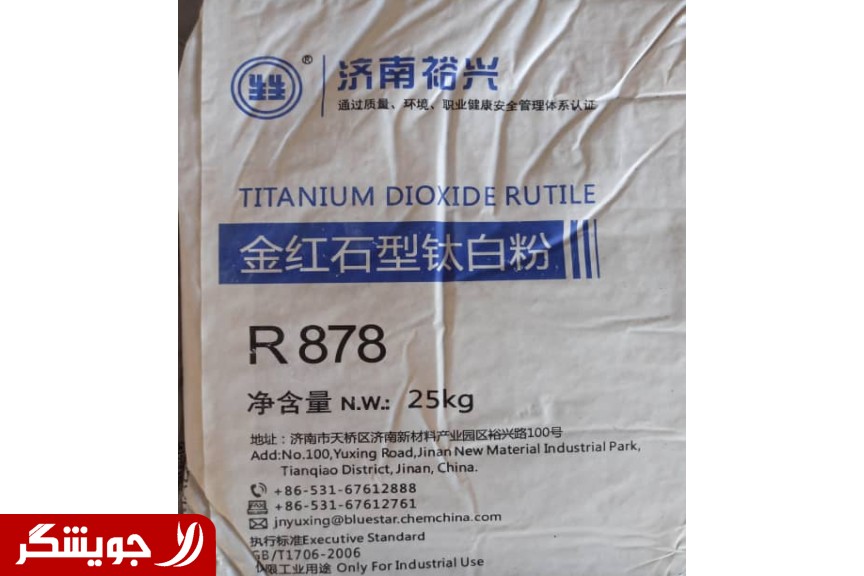 ®
济南裕兴
通过质量、环境、职业健康安全管理体系认证
TITANIUM DIOXIDE RUTILE
金红石型钛白粉
R 878
净含量 N.W.: 25kg
地址：济南市天桥区济南新材料产业园区裕兴路100号
Add:No.100,Yuxing Road,Jinan New Material Industrial Park,
Tianqiao District, Jinan, China.
+86-531-67612888
FAX +86-531-67612761
jnyuxing@bluestar.chemchina.com
执行标准Executive Standard
GB/T1706-2006
仅限工业用途 Only For Industrial Use
جویشگر